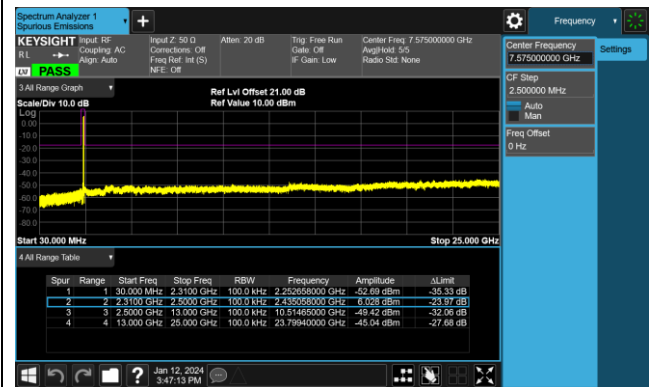 Spectrum Analyzer 1
Spurious Emissions
Frequency
KEYSIGHT
RL
Input: RF
Coupling: AC
Align: Auto
Input Z: 50 Ω
Corrections: Off
Freq Ref: Int (S)
NFE: Off
Atten: 20 dB
Trig: Free Run
Gate: Off
IF Gain: Low
Center Freq: 7.575000000 GHz
Avg|Hold: 5/5
Radio Std: None
LXI
PASS
Center Frequency
7.575000000 GHz
Settings
CF Step
2.500000 MHz
Auto
Man
Freq Offset
0 Hz
3 All Range Graph
Scale/Div 10.0 dB
Ref Lvl Offset 21.00 dB
Ref Value 10.00 dBm
Log
0.00
-10.0
-20.0
-30.0
-40.0
-50.0
-60.0
-70.0
-80.0
Start 30.000 MHz
Stop 25.000 GHz
4 All Range Table
Spur Range Start Freq Stop Freq RBW Frequency Amplitude ΔLimit
1 1 30.000 MHz 2.3100 GHz 100.0 kHz 2.252658000 GHz -52.69 dBm -35.33 dB
2 2 2.3100 GHz 2.5000 GHz 100.0 kHz 2.435058000 GHz 6.028 dBm -23.97 dB
3 3 2.5000 GHz 13.000 GHz 100.0 kHz 10.51465000 GHz -49.42 dBm -32.06 dB
4 4 13.000 GHz 25.000 GHz 100.0 kHz 23.79940000 GHz -45.04 dBm -27.68 dB
?
Jan 12, 2024
3:47:13 PM